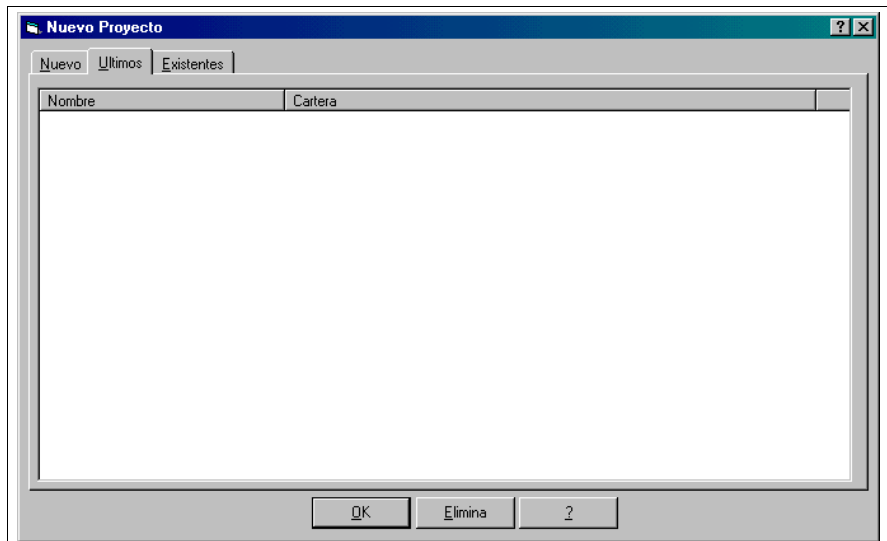 Nuevo Proyecto ?
Nuevo Ultimos Existentes
Nombre Cartera
OK Elimina ?